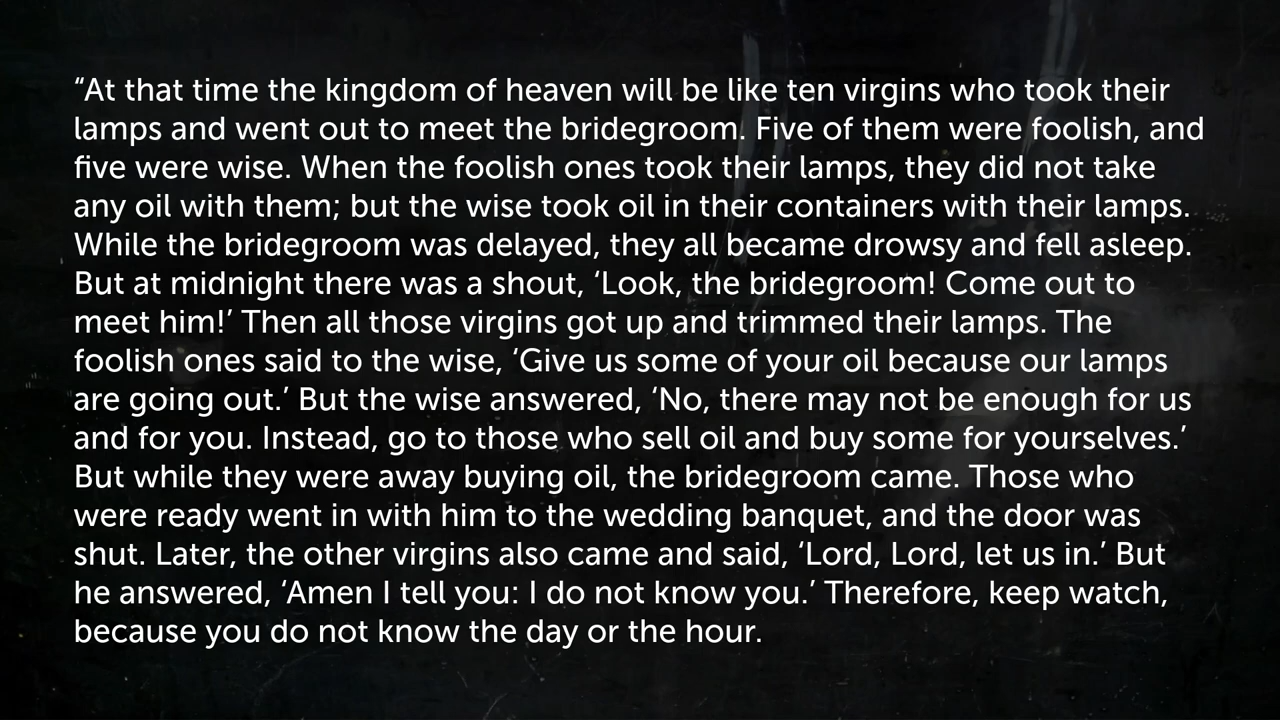 “At that time the kingdom of heaven will be like ten virgins who took their
lamps and went out to meet the bridegroom. Five of them were foolish, and
five were wise. When the foolish ones took their lamps, they did not take
any oil with them; but the wise took oil in their containers with their lamps.
While the bridegroom was delayed, they all became drowsy and fell asleep.
But at midnight there was a shout, ‘Look, the bridegroom! Come out to
meet him!’ Then all those virgins got up and trimmed their lamps. The
foolish ones said to the wise, ‘Give us some of your oil because our lamps
are going out.’ But the wise answered, ‘No, there may not be enough for us
and for you. Instead, go to those who sell oil and buy some for yourselves.’
But while they were away buying oil, the bridegroom came. Those who
were ready went in with him to the wedding banquet, and the door was
shut. Later, the other virgins also came and said, ‘Lord, Lord, let us in.’ But
he answered, ‘Amen I tell you: I do not know you.’ Therefore, keep watch,
because you do not know the day or the hour.